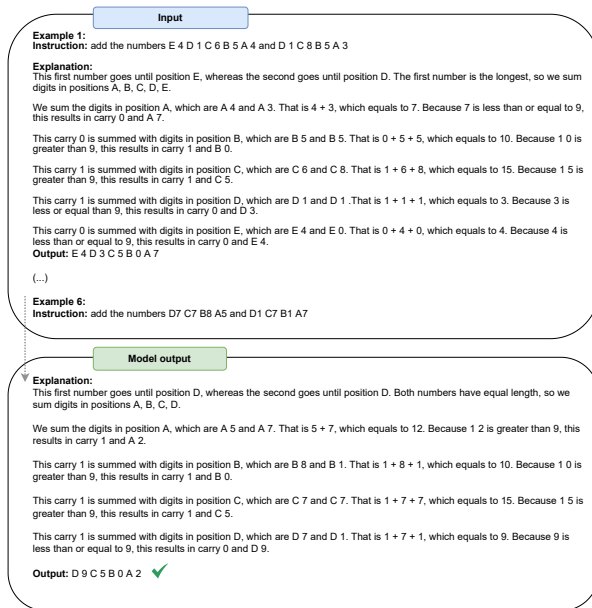 Input
Example 1:
Instruction: add the numbers E 4 D 1 C 6 B 5 A 4 and D 1 C 8 B 5 A 3
Explanation:
This first number goes until position E, whereas the second goes until position D. The first number is the longest, so we sum
digits in positions A, B, C, D, E.
We sum the digits in position A, which are A 4 and A 3. That is 4 + 3, which equals to 7. Because 7 is less than or equal to 9,
this results in carry 0 and A 7.
This carry 0 is summed with digits in position B, which are B 5 and B 5. That is 0 + 5 + 5, which equals to 10. Because 1 0 is
greater than 9, this results in carry 1 and B 0.
This carry 1 is summed with digits in position C, which are C 6 and C 8. That is 1 + 6 + 8, which equals to 15. Because 1 5 is
greater than 9, this results in carry 1 and C 5.
This carry 1 is summed with digits in position D, which are D 1 and D 1 .That is 1 + 1 + 1, which equals to 3. Because 3 is
less or equal than 9, this results in carry 0 and D 3.
This carry 0 is summed with digits in position E, which are E 4 and E 0. That is 0 + 4 + 0, which equals to 4. Because 4 is
less than or equal to 9, this results in carry 0 and E 4.
Output: E 4 D 3 C 5 B 0 A 7
(...)
Example 6:
Instruction: add the numbers D7 C7 B8 A5 and D1 C7 B1 A7
Model output
Explanation:
This first number goes until position D, whereas the second goes until position D. Both numbers have equal length, so we
sum digits in positions A, B, C, D.
We sum the digits in position A, which are A 5 and A 7. That is 5 + 7, which equals to 12. Because 1 2 is greater than 9, this
results in carry 1 and A 2.
This carry 1 is summed with digits in position B, which are B 8 and B 1. That is 1 + 8 + 1, which equals to 10. Because 1 0 is
greater than 9, this results in carry 1 and B 0.
This carry 1 is summed with digits in position C, which are C 7 and C 7. That is 1 + 7 + 7, which equals to 15. Because 1 5 is
greater than 9, this results in carry 1 and C 5.
This carry 1 is summed with digits in position D, which are D 7 and D 1. That is 1 + 7 + 1, which equals to 9. Because 9 is
less than or equal to 9, this results in carry 0 and D 9.
Output: D 9 C 5 B 0 A 2